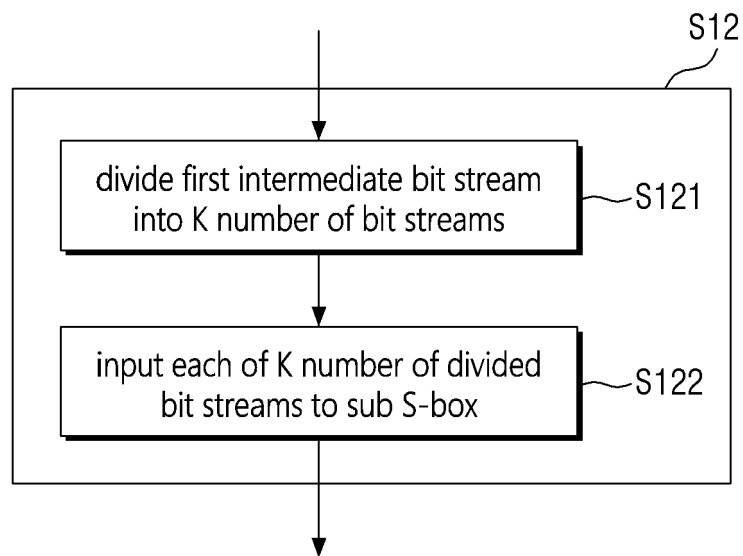 S12
divide first intermediate bit stream
into K number of bit streams
S121
input each of K number of divided
bit streams to sub S-box
S122